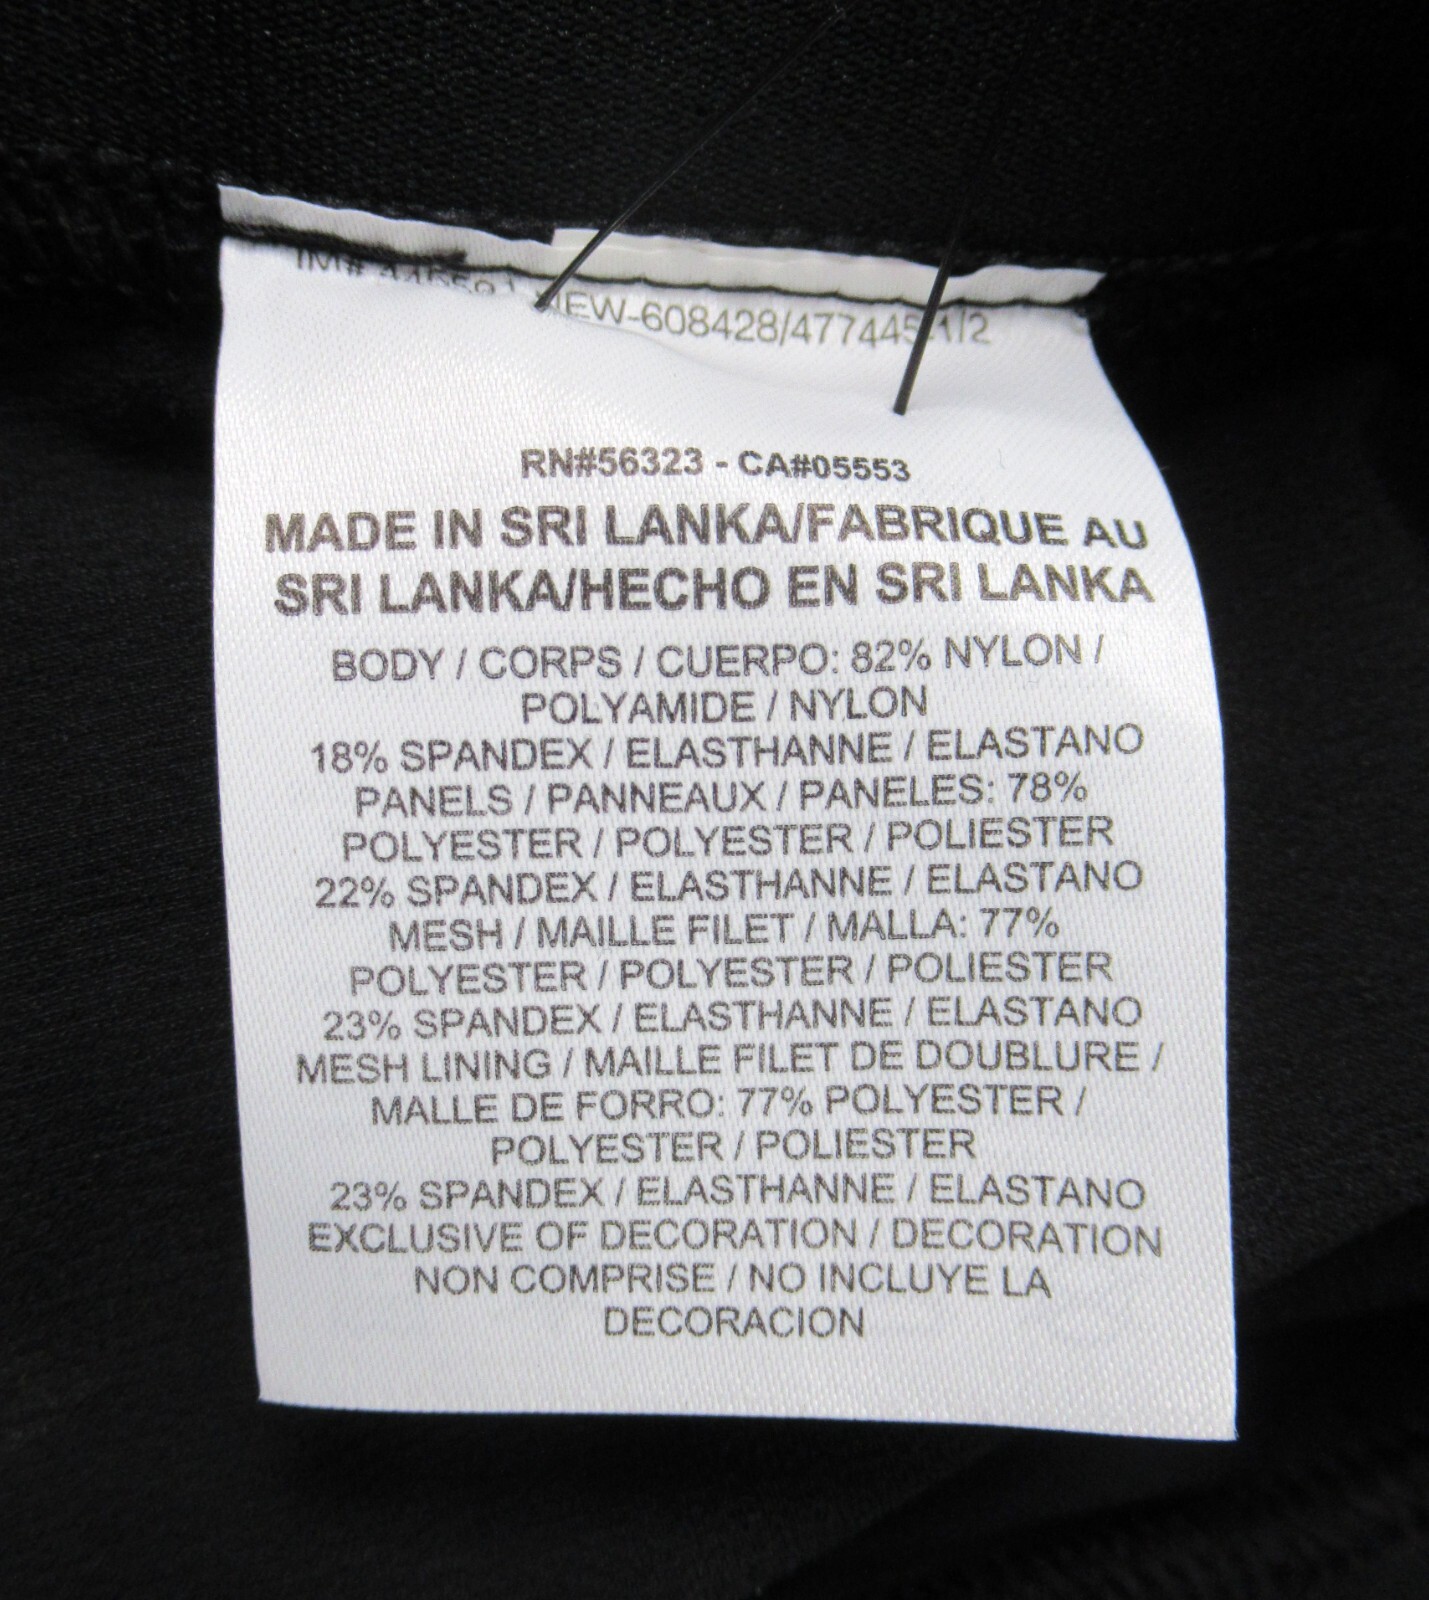 IM#
RN#56323 - CA#05553
MADE IN SRI LANKA/FABRIQUE AU
SRI LANKA/HECHO EN SRI LANKA
BODY / CORPS / CUERPO: 82% NYLON /
POLYAMIDE / NYLON
18% SPANDEX / ELASTHANNE / ELASTANO
PANELS / PANNEAUX / PANELES: 78%
POLYESTER / POLYESTER / POLIESTER
22% SPANDEX / ELASTHANNE / ELASTANO
MESH / MAILLE FILET / MALLA: 77%
POLYESTER / POLYESTER / POLIESTER
23% SPANDEX / ELASTHANNE / ELASTANO
MESH LINING / MAILLE FILET DE DOUBLURE /
MALLE DE FORRO: 77% POLYESTER /
POLYESTER / POLIESTER
23% SPANDEX / ELASTHANNE / ELASTANO
EXCLUSIVE OF DECORATION / DECORATION
NON COMPRISE / NO INCLUYE LA
DECORACION